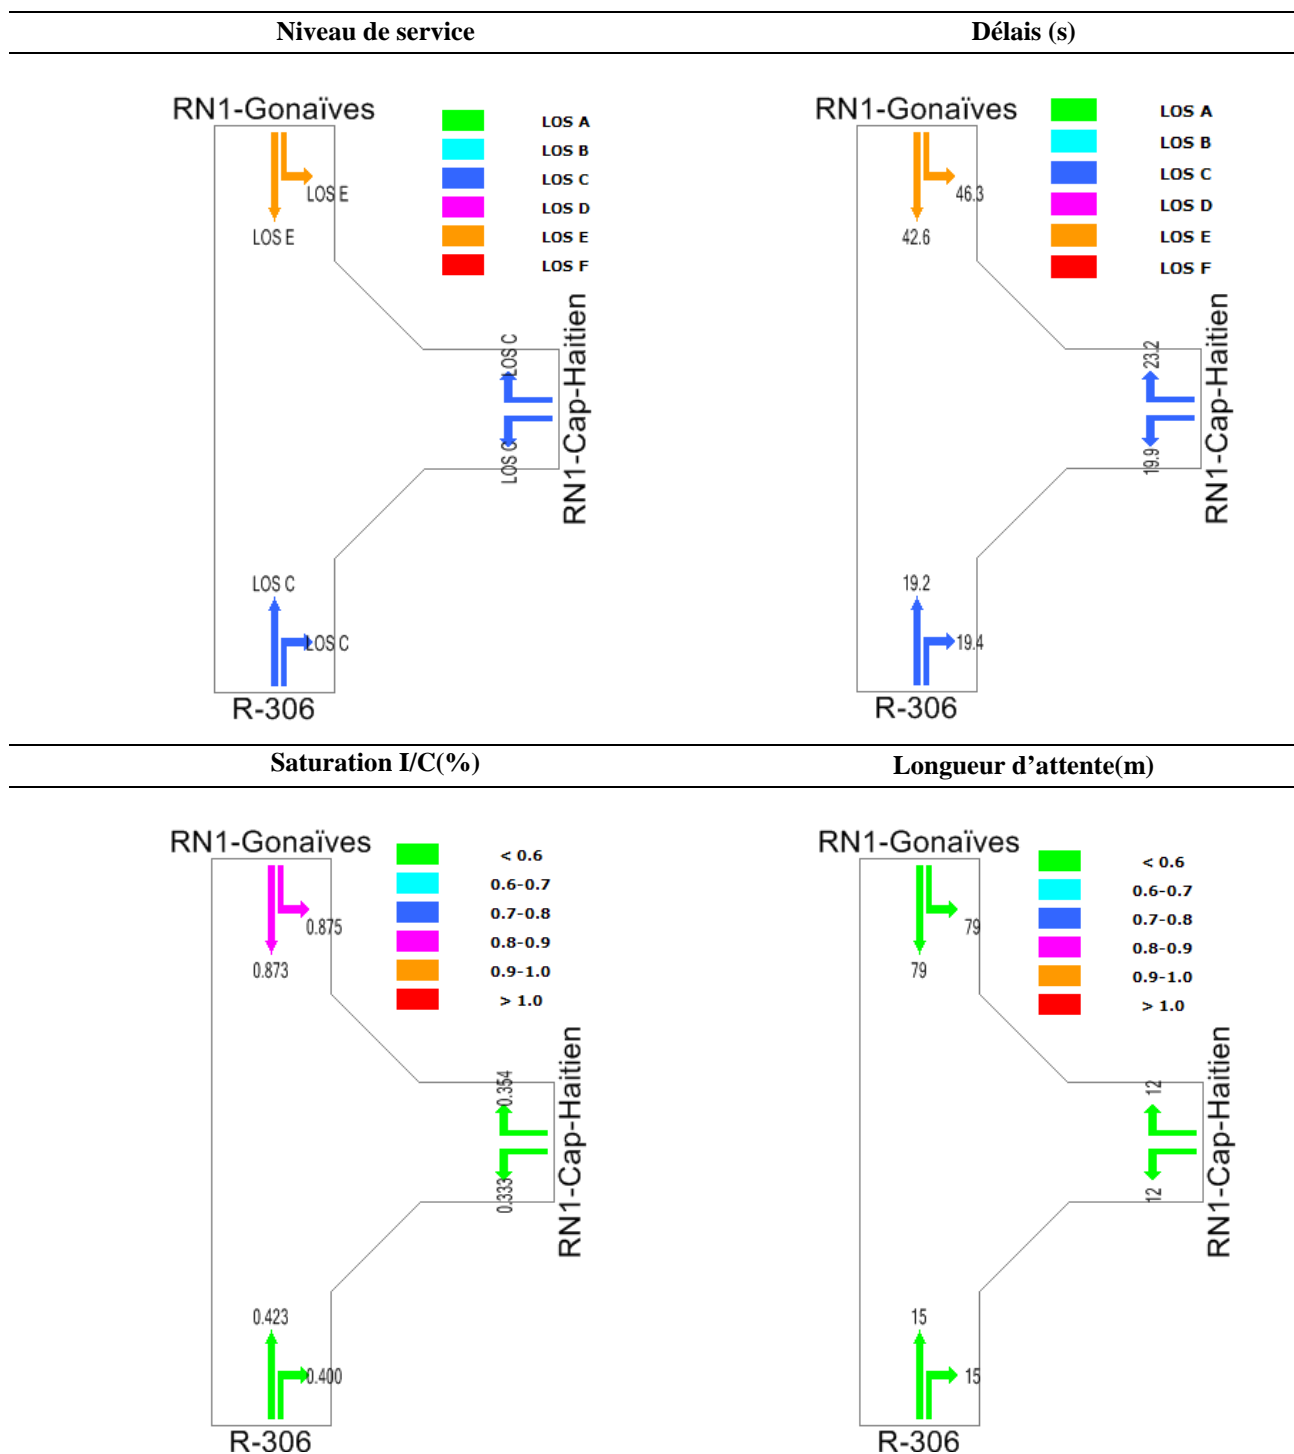 Niveau de service
Délais (s)
RN1-Gonaïves
LOS A
LOS B
LOS C
LOS D
LOS E
LOS F
LOS E
LOS E
LOS C
LOS C
RN1-Cap-Haitien
LOS C
LOS C
R-306
RN1-Gonaïves
LOS A
LOS B
LOS C
LOS D
LOS E
LOS F
46.3
42.6
23.2
19.9
RN1-Cap-Haitien
19.2
19.4
R-306
Saturation I/C(%)
Longueur d’attente(m)
RN1-Gonaïves
< 0.6
0.6-0.7
0.7-0.8
0.8-0.9
0.9-1.0
> 1.0
0.875
0.873
0.354
0.333
RN1-Cap-Haitien
0.423
0.400
R-306
RN1-Gonaïves
< 0.6
0.6-0.7
0.7-0.8
0.8-0.9
0.9-1.0
> 1.0
79
79
12
12
RN1-Cap-Haitien
15
15
R-306